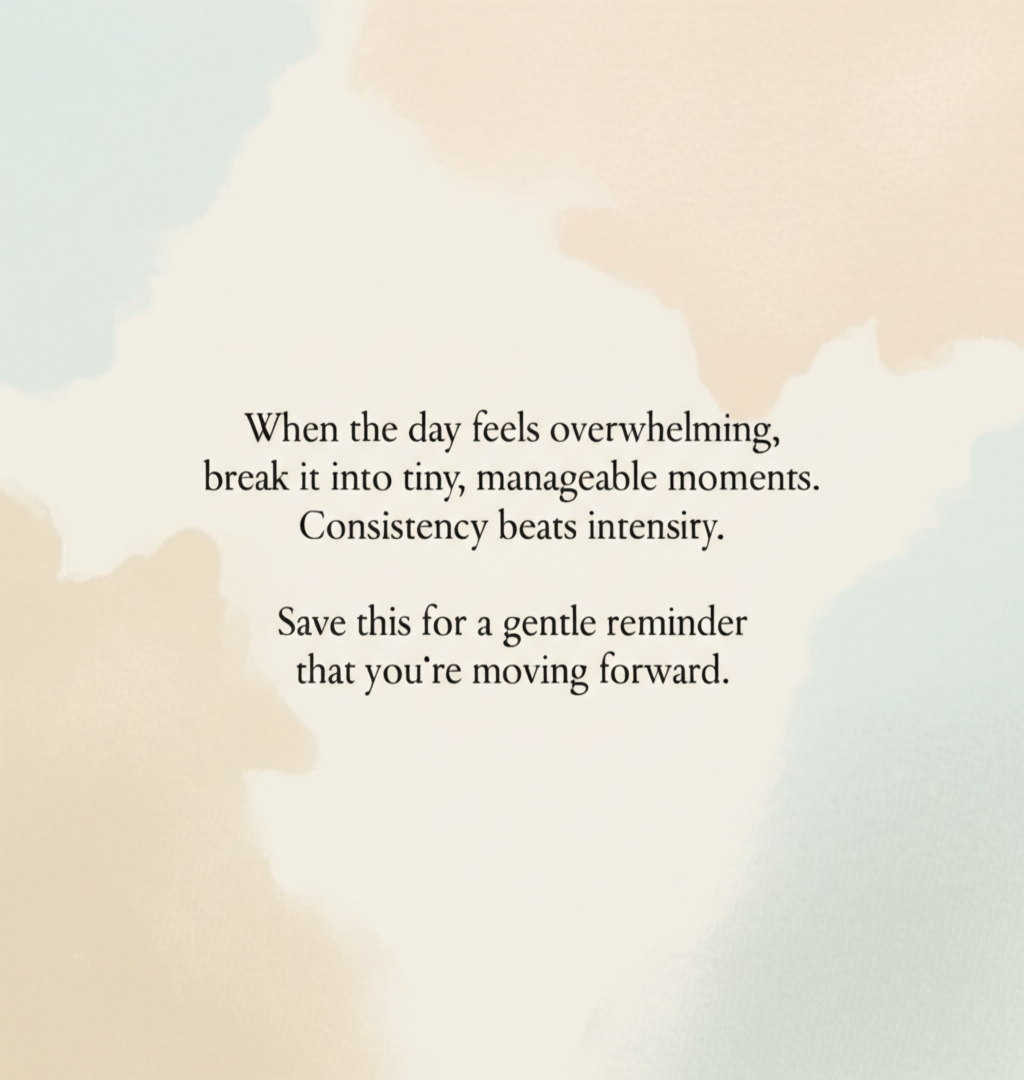 When the day feels overwhelming,
break it into tiny, manageable moments.
Consistency beats intensiry.
Save this for a gentle reminder
that you're moving forward.